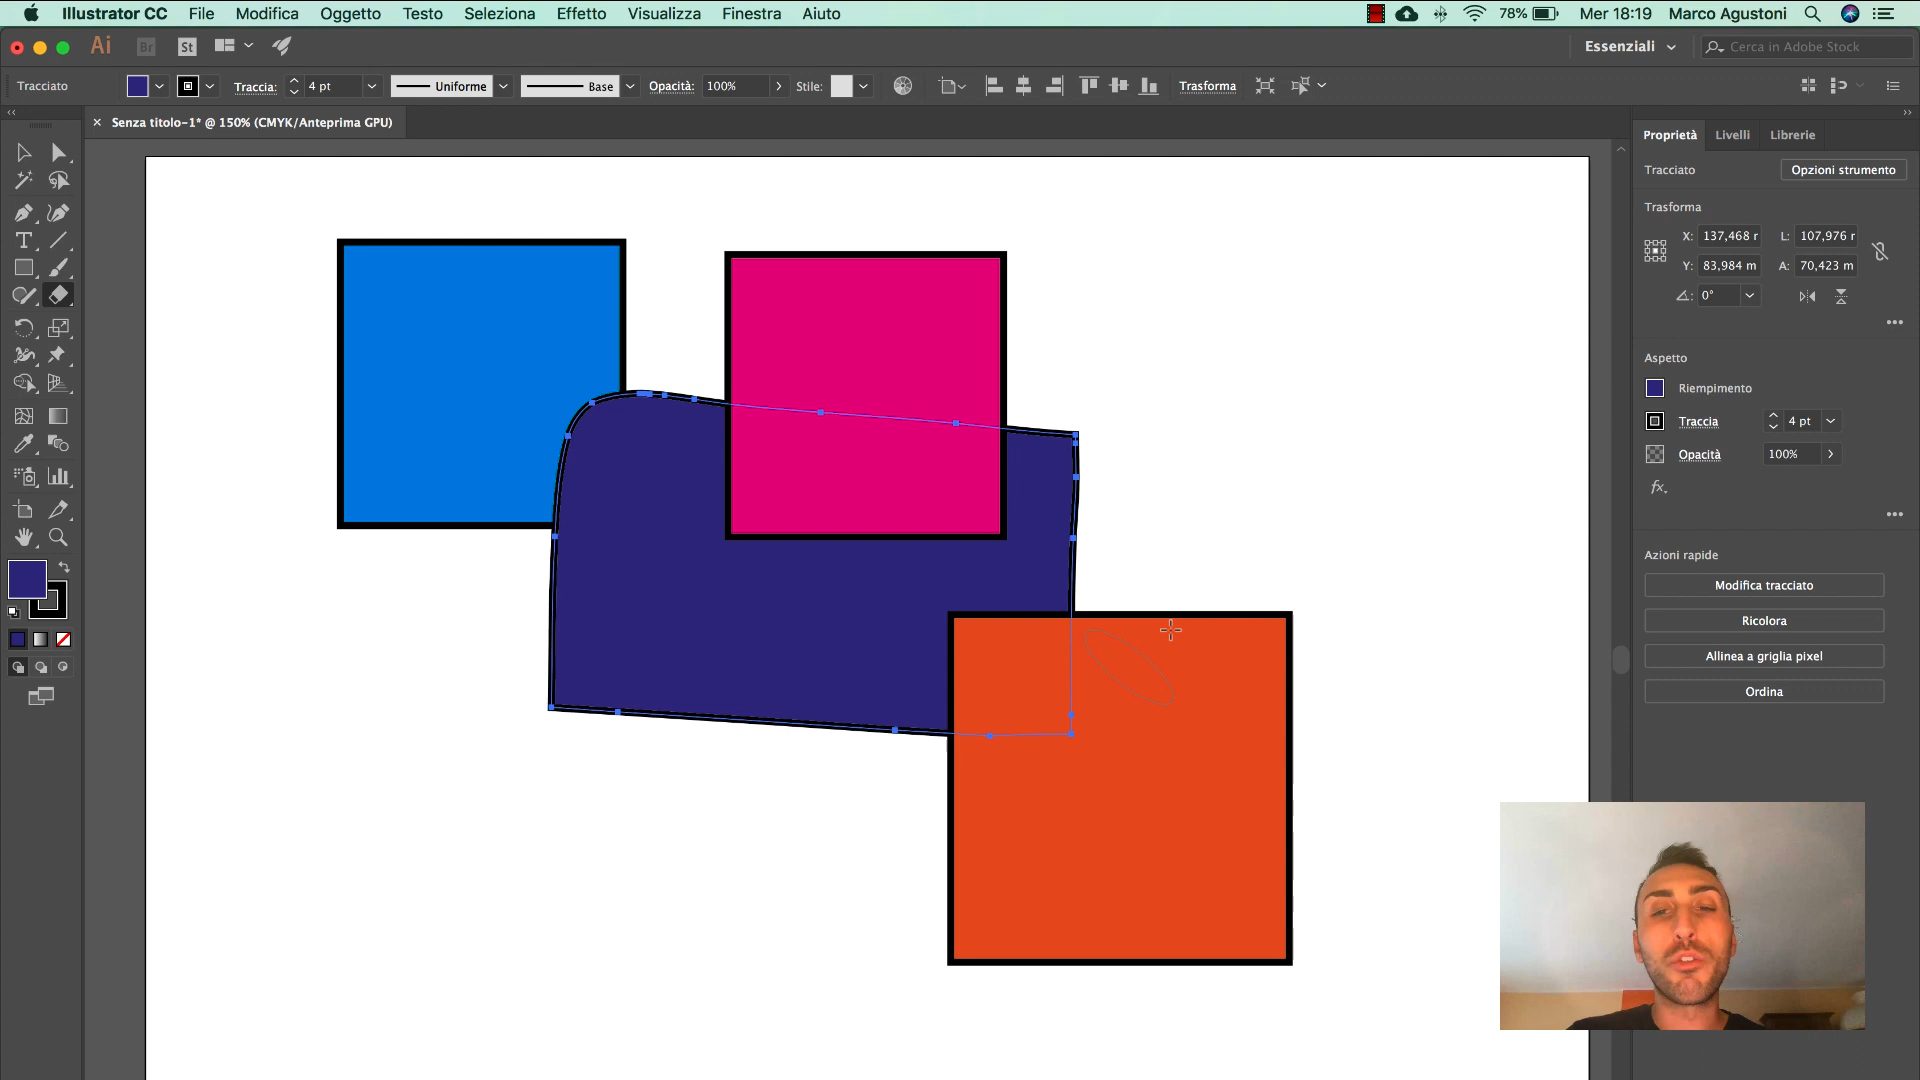 Illustrator CC File Modifica Oggetto Testo Seleziona Effetto Visualizza Finestra Aiuto 78% Mer 18:19 Marco Agustoni
Ai Br St Essenziali Cerca in Adobe Stock
Tracciato Traccia: 4 pt Uniforme Base Opacità: 100% Stile: Trasforma
× Senza titolo-1* @ 150% (CMYK/Anteprima GPU)
Proprietà Livelli Librerie
Tracciato Opzioni strumento
Trasforma
X: 137,468 r L: 107,976 r
Y: 83,984 m A: 70,423 m
0°
Aspetto
Riempimento
Traccia 4 pt
Opacità 100%
fx
Azioni rapide
Modifica tracciato
Ricolora
Allinea a griglia pixel
Ordina